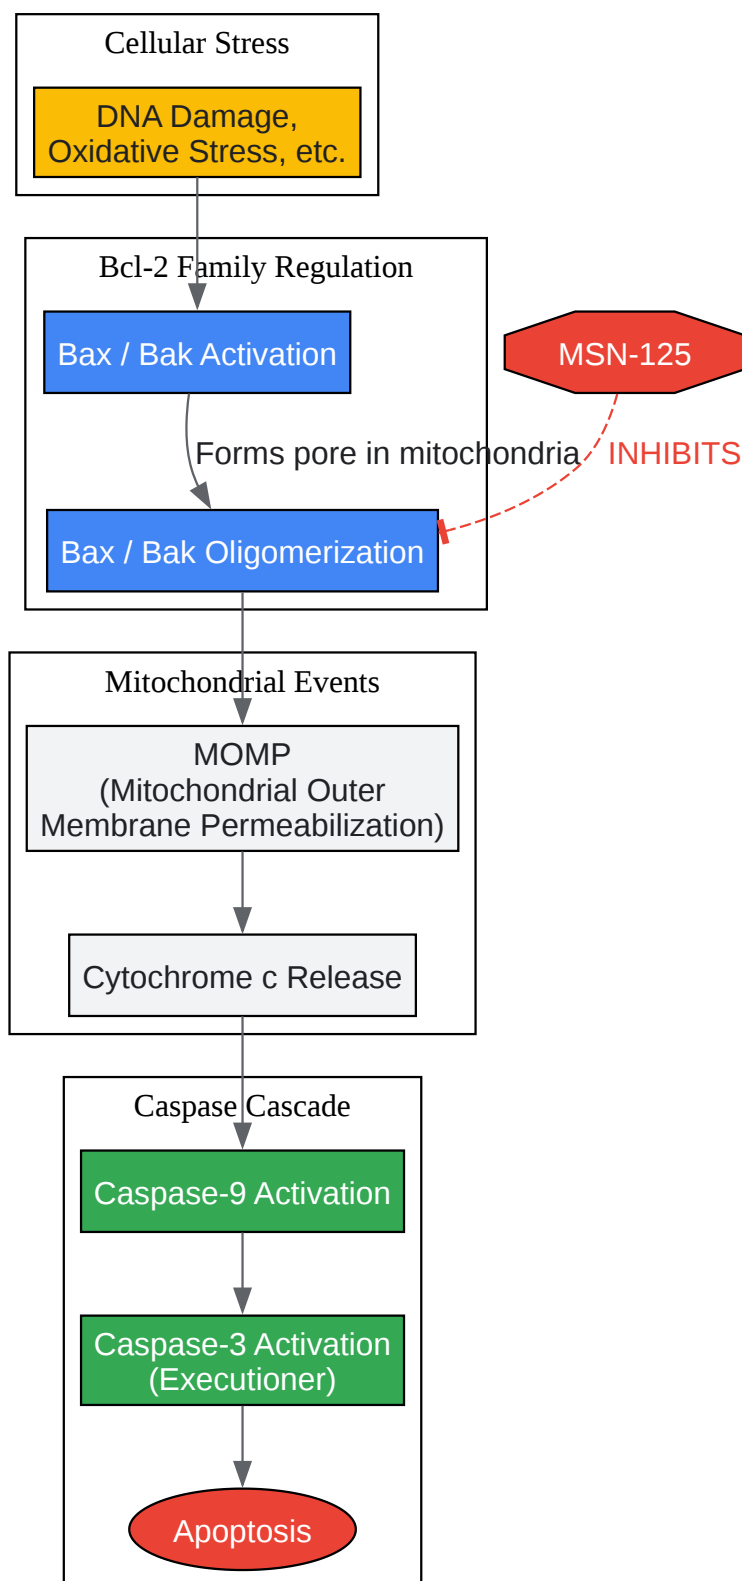 Cellular Stress
DNA Damage,
Oxidative Stress, etc.
Bcl-2 Family Regulation
Bax / Bak Activation
MSN-125
Forms pore in mitochondria
INHIBITS
Bax / Bak Oligomerization
Mitochondrial Events
MOMP
(Mitochondrial Outer
Membrane Permeabilization)
Cytochrome c Release
Caspase Cascade
Caspase-9 Activation
Caspase-3 Activation
(Executioner)
Apoptosis